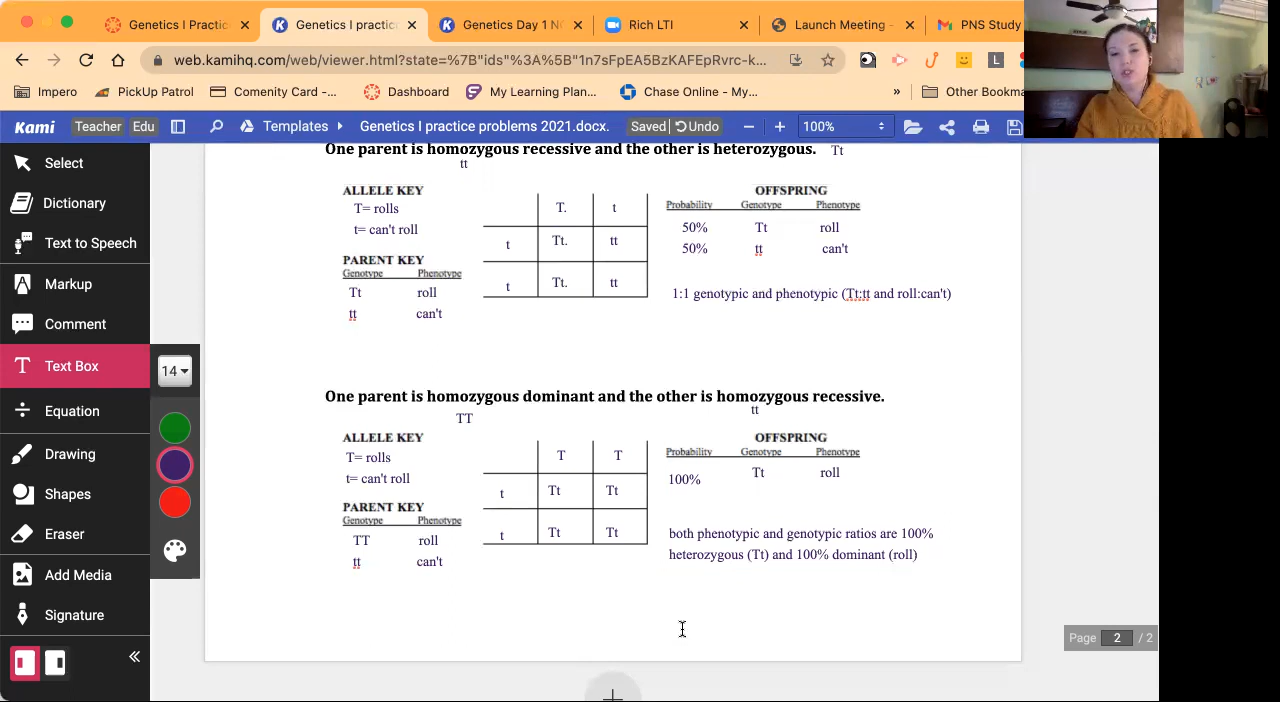 Genetics I Practic
Genetics I practice
Genetics Day 1 NO
Rich LTI
Launch Meeting -
PNS Study
web.kamihq.com/web/viewer.html?state=%7B"ids"%3A%5B"1n7sFpEA5BzKAFEpRvrc-k...
L
Impero
PickUp Patrol
Comenity Card -...
Dashboard
My Learning Plan...
Chase Online - My...
»
Other Bookma
Kami
Teacher
Edu
Templates
Genetics I practice problems 2021.docx.
Saved
Undo
100%
Select
Dictionary
Text to Speech
Markup
Comment
Text Box
Equation
Drawing
Shapes
Eraser
Add Media
Signature
14
One parent is homozygous recessive and the other is heterozygous. Tt
tt
ALLELE KEY
T= rolls
t= can't roll
PARENT KEY
Genotype Phenotype
Tt roll
tt can't
T. t
t Tt. tt
t Tt. tt
OFFSPRING
Probability Genotype Phenotype
50% Tt roll
50% tt can't
1:1 genotypic and phenotypic (Tt:tt and roll:can't)
One parent is homozygous dominant and the other is homozygous recessive.
TT tt
ALLELE KEY
T= rolls
t= can't roll
PARENT KEY
Genotype Phenotype
TT roll
tt can't
T T
t Tt Tt
t Tt Tt
OFFSPRING
Probability Genotype Phenotype
100% Tt roll
both phenotypic and genotypic ratios are 100%
heterozygous (Tt) and 100% dominant (roll)
Page 2 / 2